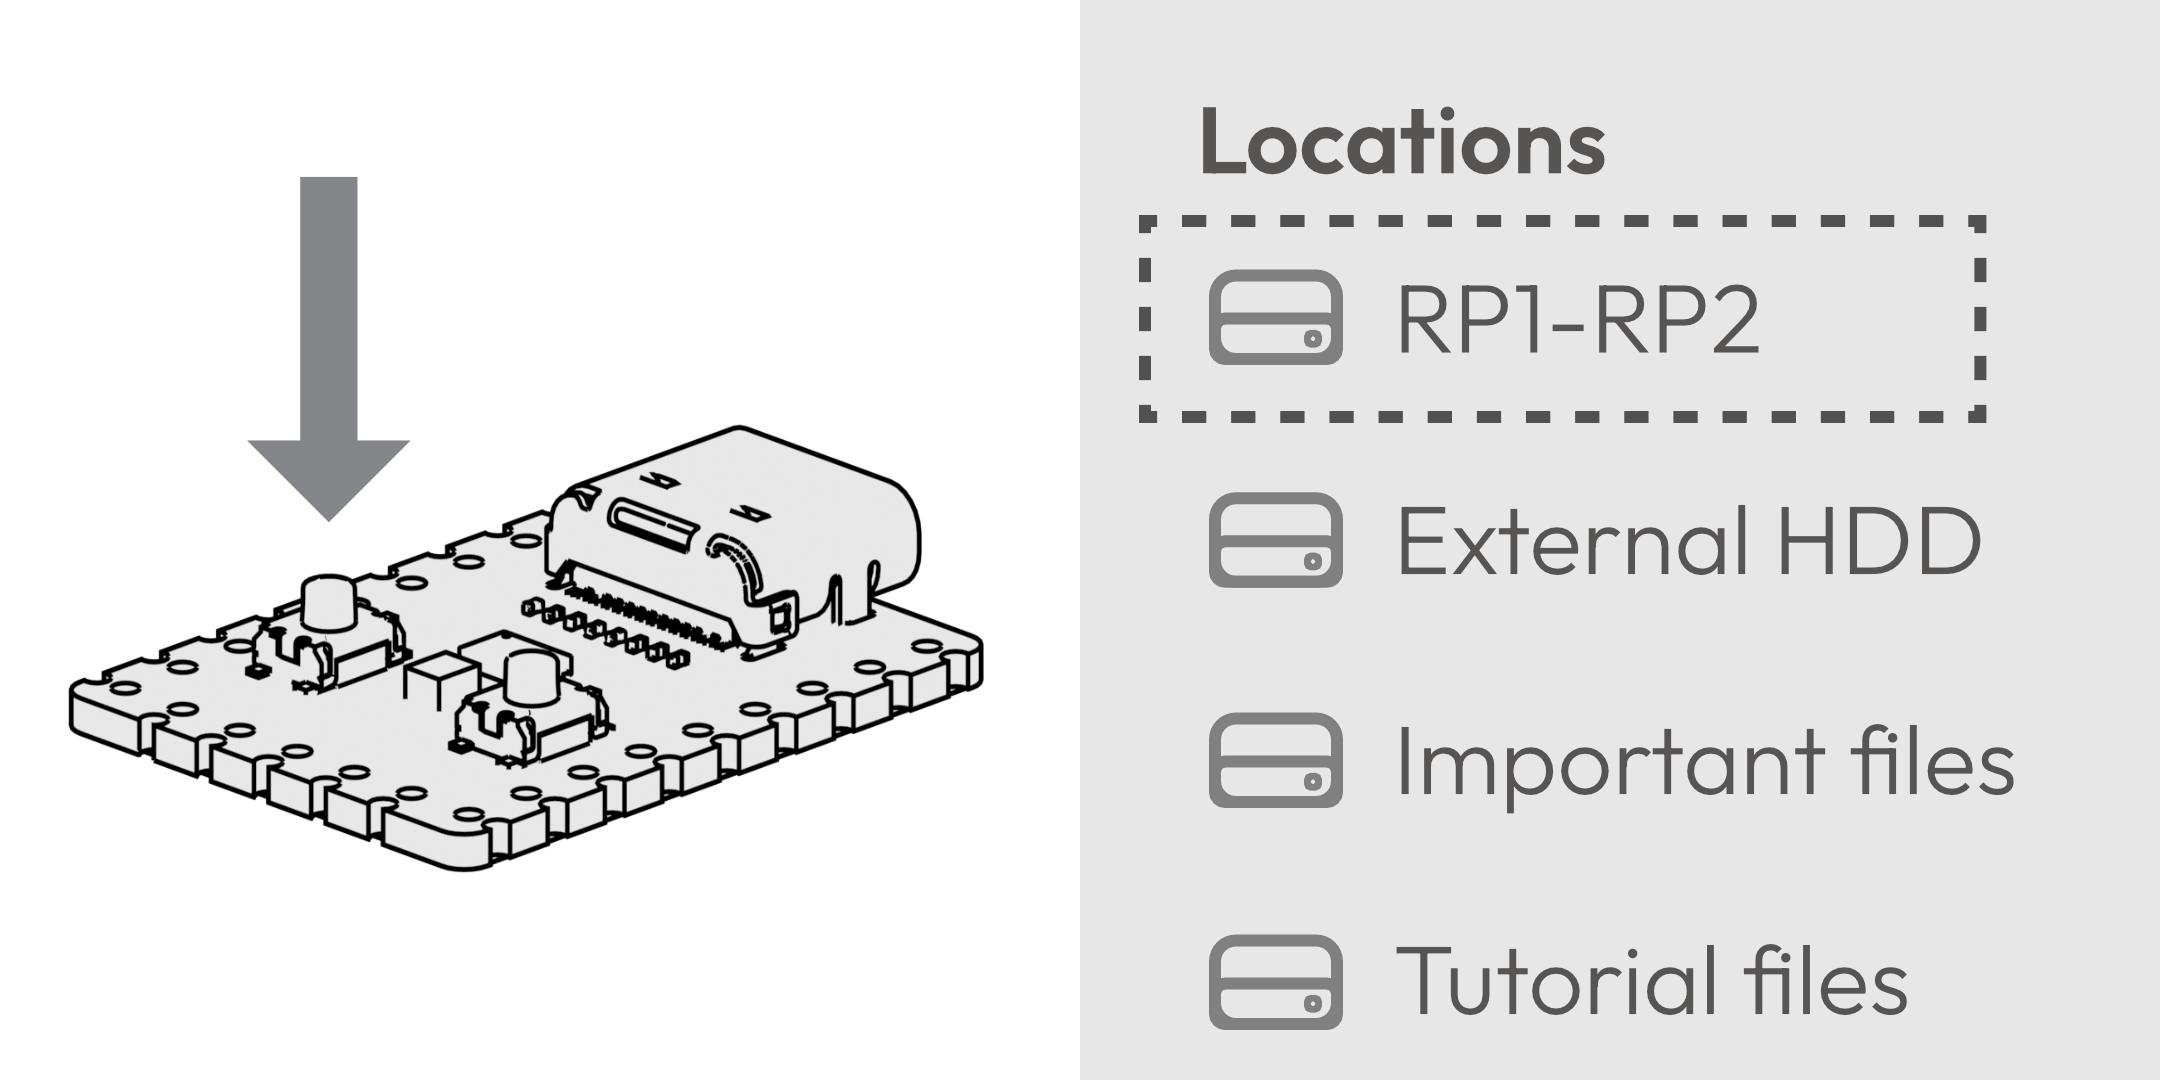 Locations
RP1-RP2
External HDD
Important files
Tutorial files